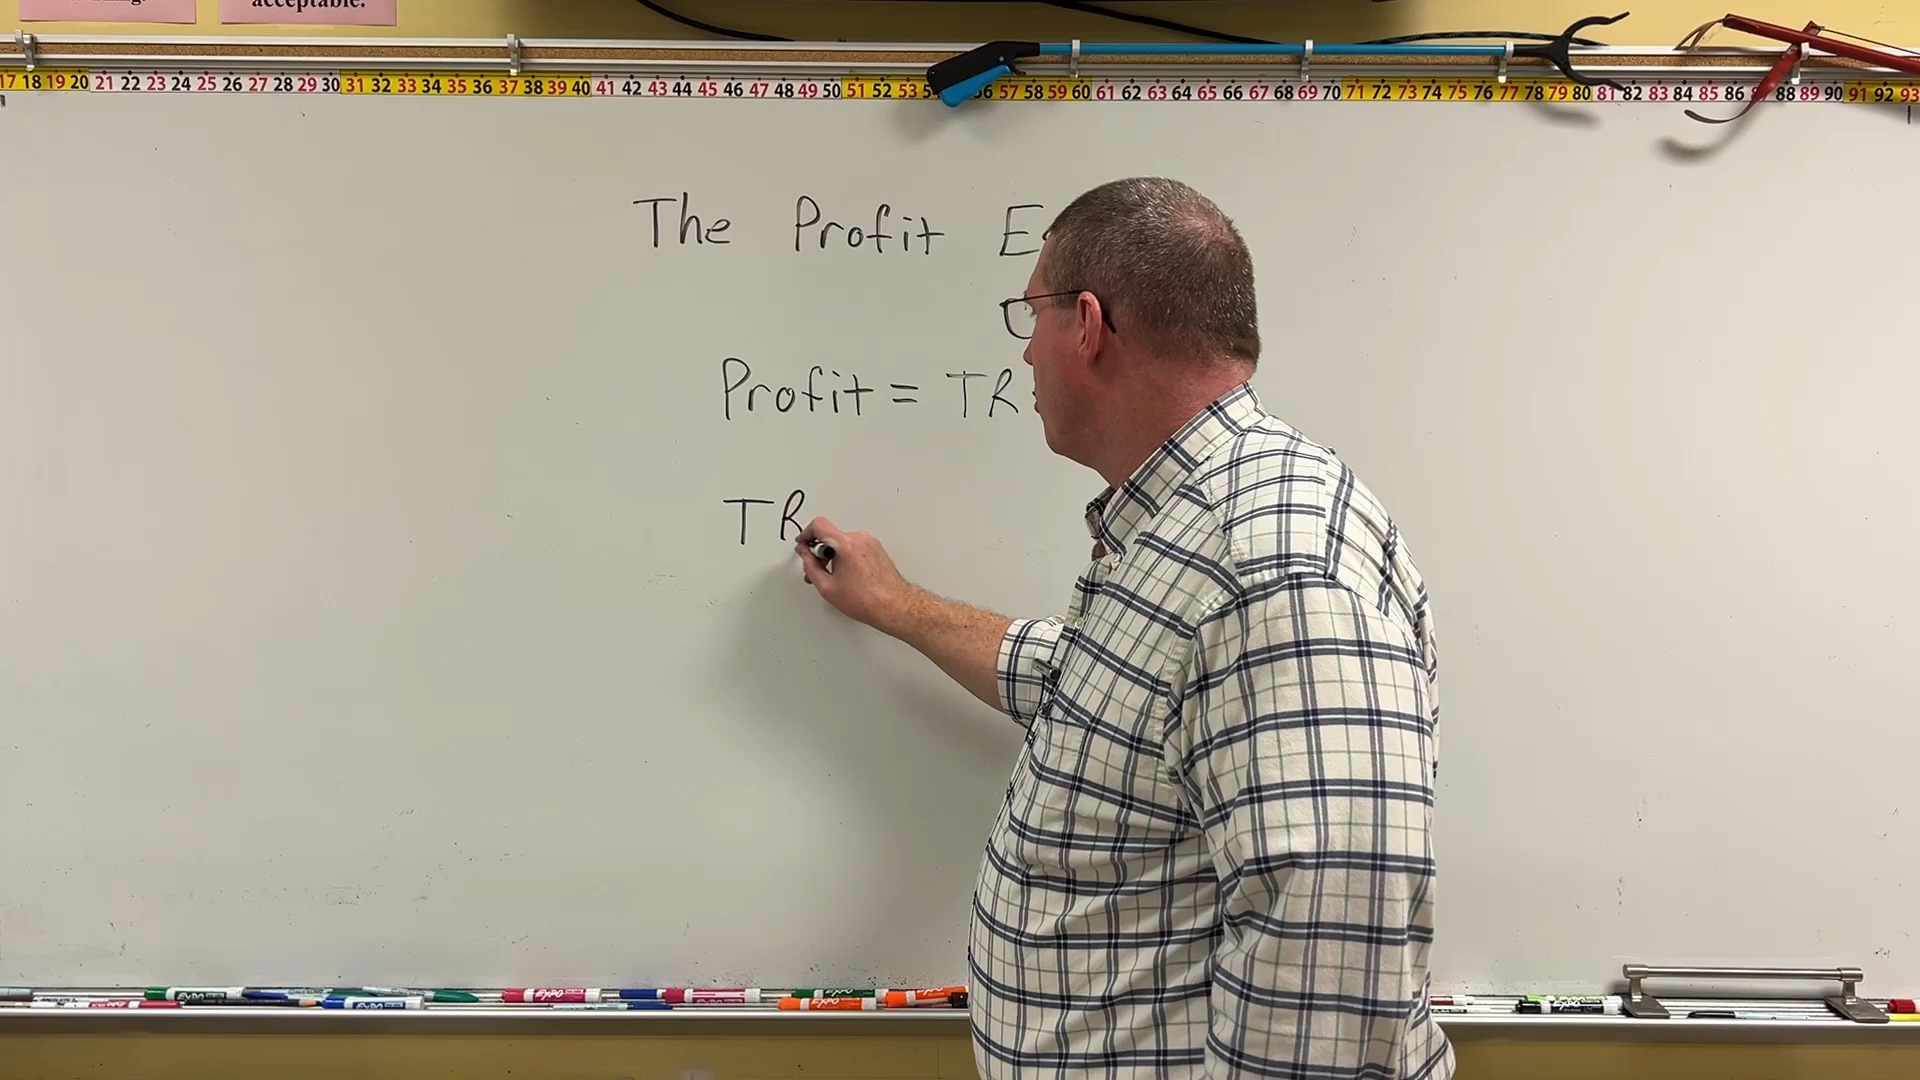 acceptable.
17 18 19 20 21 22 23 24 25 26 27 28 29 30 31 32 33 34 35 36 37 38 39 40 41 42 43 44 45 46 47 48 49 50 51 52 53 56 57 58 59 60 61 62 63 64 65 66 67 68 69 70 71 72 73 74 75 76 77 78 79 80 81 82 83 84 85 86 88 89 90 91 92 93
The Profit E
Profit = TR
TR